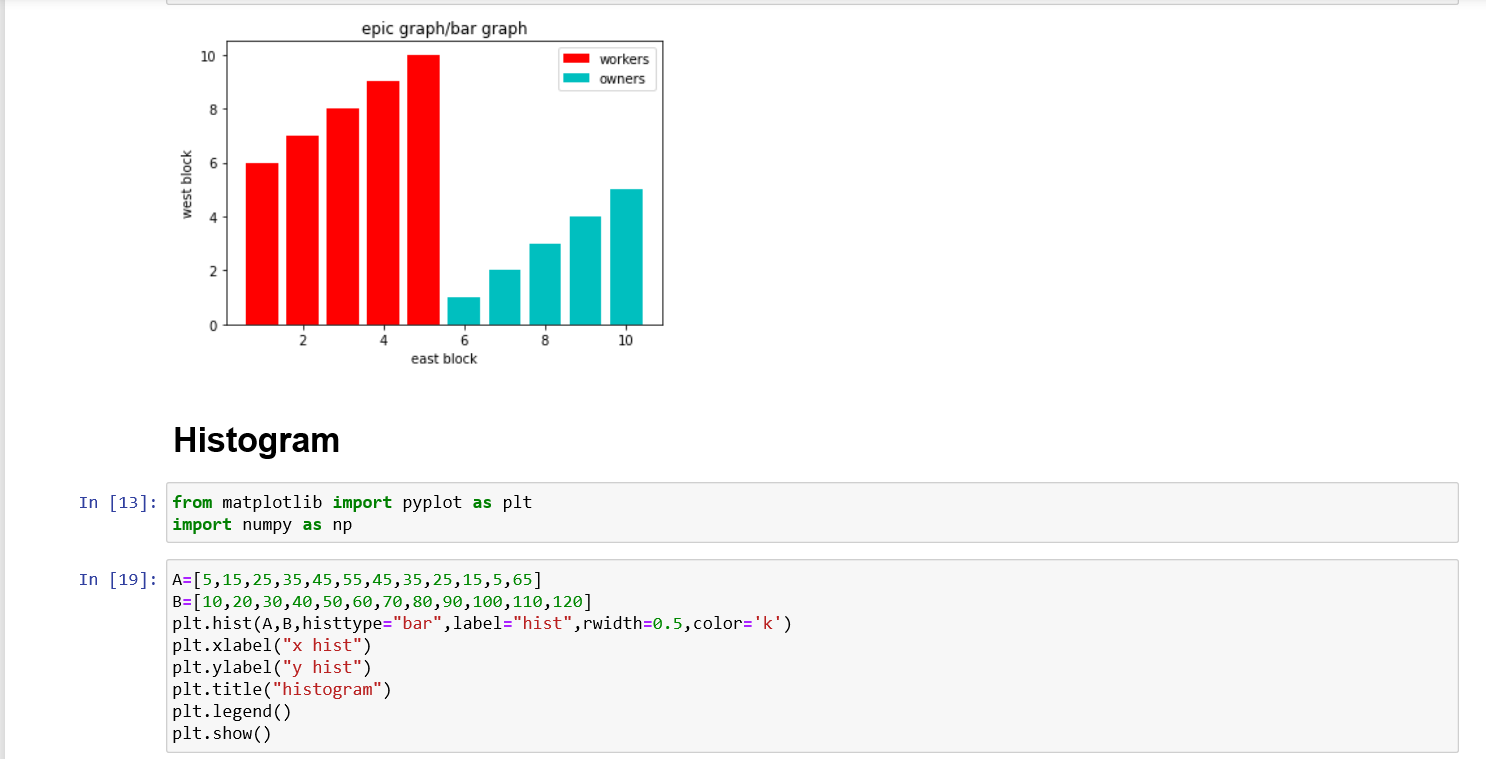 epic graph/bar graph
workers
owners
10
8
6
4
2
0
west block
2 4 6 8 10
east block
Histogram
In [13]: from matplotlib import pyplot as plt
import numpy as np
In [19]: A=[5,15,25,35,45,55,45,35,25,15,5,65]
B=[10,20,30,40,50,60,70,80,90,100,110,120]
plt.hist(A,B,histtype="bar",label="hist",rwidth=0.5,color='k')
plt.xlabel("x hist")
plt.ylabel("y hist")
plt.title("histogram")
plt.legend()
plt.show()